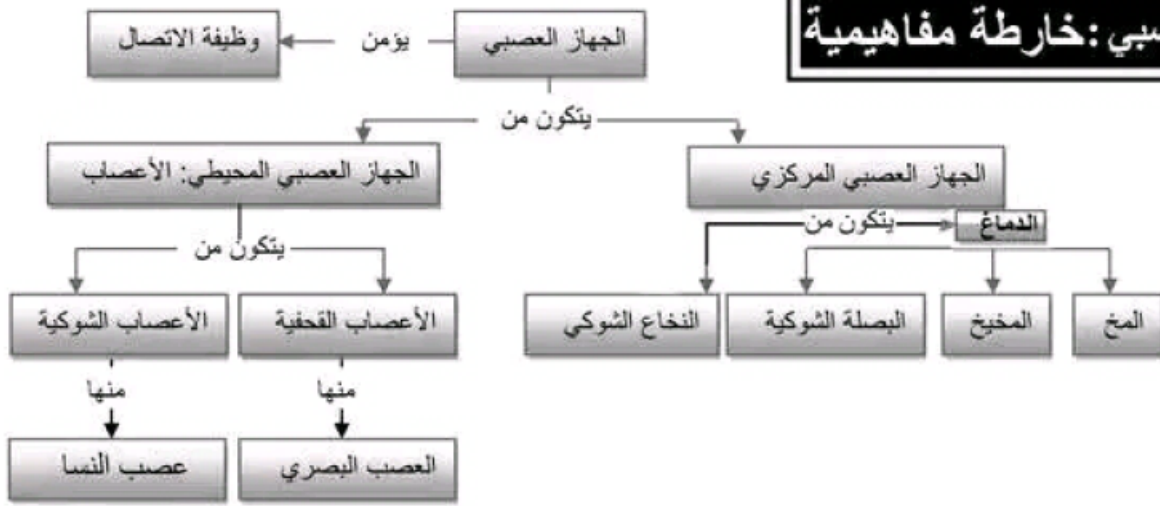 صبي :خارطة مفاهيمية
الجهاز العصبي
يؤمن
وظيفة الاتصال
يتكون من
الجهاز العصبي المركزي
الجهاز العصبي المحيطي: الأعصاب
الدماغ
يتكون من
يتكون من
المخ
المخيخ
البصلة الشوكية
النخاع الشوكي
الأعصاب القحفية
الأعصاب الشوكية
منها
منها
العصب البصري
عصب النسا